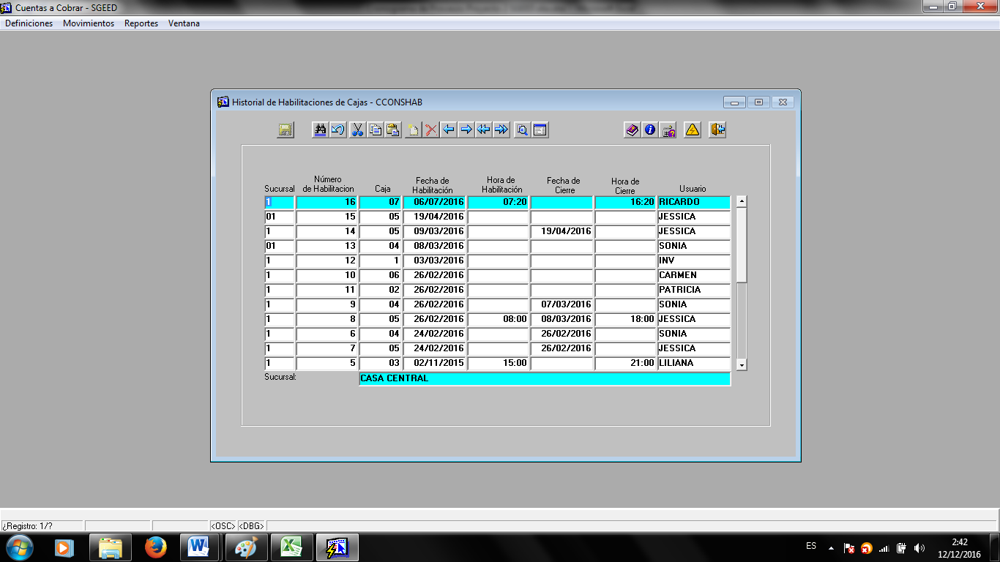 Cuentas a Cobrar - SGEED
Definiciones Movimientos Reportes Ventana
Historial de Habilitaciones de Cajas - CCONSHAB
Sucursal Número de Habilitacion Caja Fecha de Habilitación Hora de Habilitación Fecha de Cierre Hora de Cierre Usuario
1 16 07 06/07/2016 07:20 16:20 RICARDO
01 15 05 19/04/2016 JESSICA
1 14 05 09/03/2016 19/04/2016 JESSICA
01 13 04 08/03/2016 SONIA
1 12 1 03/03/2016 INV
1 10 06 26/02/2016 CARMEN
1 11 02 26/02/2016 PATRICIA
1 9 04 26/02/2016 07/03/2016 SONIA
1 8 05 26/02/2016 08:00 08/03/2016 18:00 JESSICA
1 6 04 24/02/2016 26/02/2016 SONIA
1 7 05 24/02/2016 26/02/2016 JESSICA
1 5 03 02/11/2015 15:00 21:00 LILIANA
Sucursal: CASA CENTRAL
¿Registro: 1/? <OSC> <DBG>
ES 2:42
12/12/2016